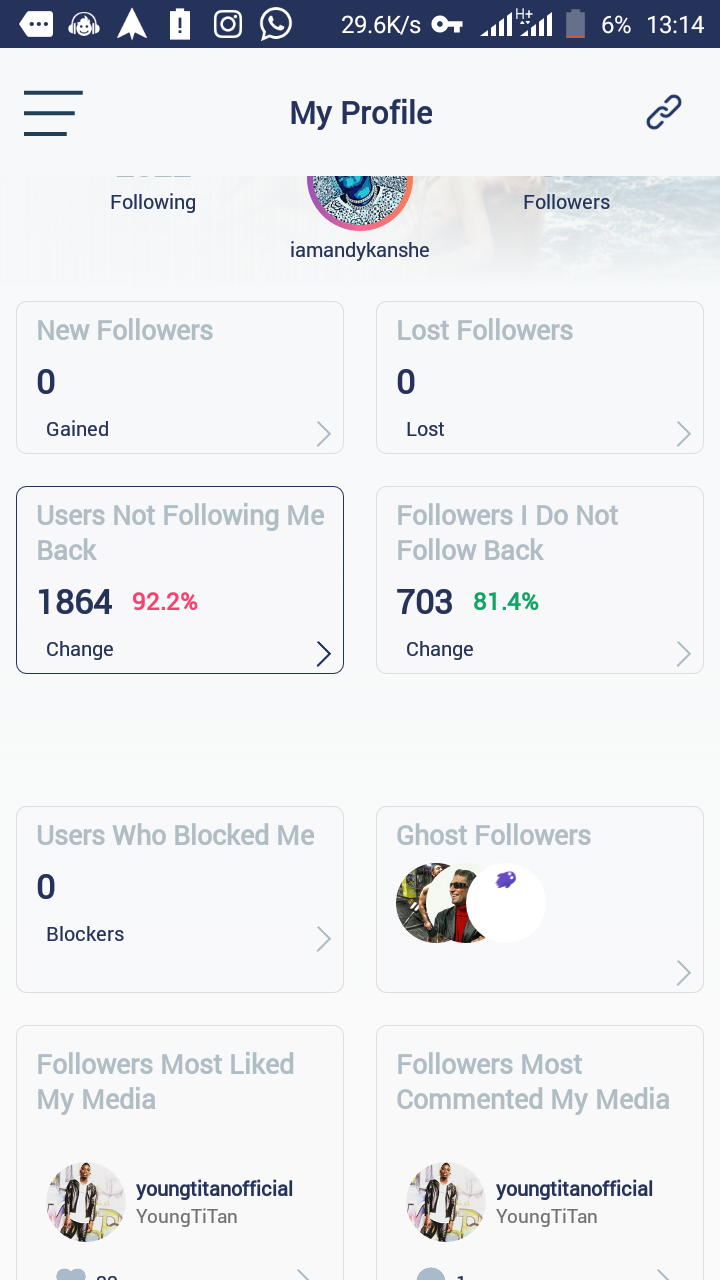 29.6K/s H+ 6% 13:14
My Profile
Following
Followers
iamandykanshe
New Followers
0
Gained
Lost Followers
0
Lost
Users Not Following Me
Back
1864 92.2%
Change
Followers I Do Not
Follow Back
703 81.4%
Change
Users Who Blocked Me
0
Blockers
Ghost Followers
Followers Most Liked
My Media
youngtitanofficial
YoungTiTan
Followers Most
Commented My Media
youngtitanofficial
YoungTiTan